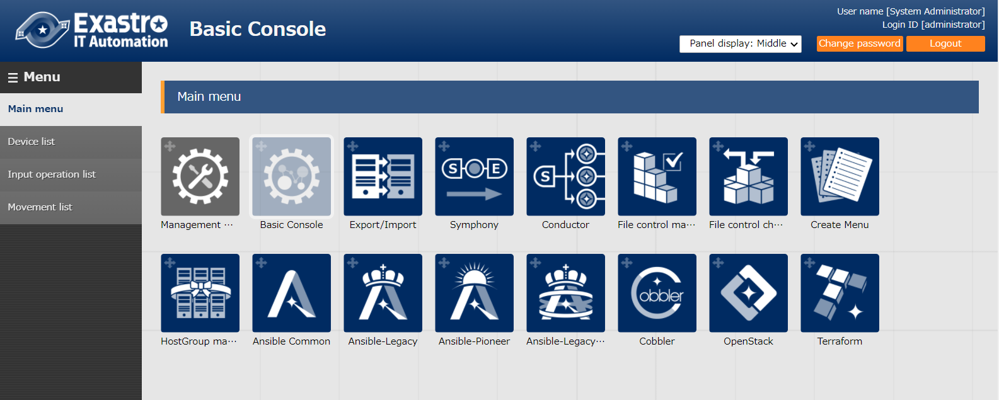 Exastro
IT Automation
Basic Console
User name [System Administrator]
Login ID [administrator]
Panel display: Middle
Change password
Logout
Menu
Main menu
Device list
Input operation list
Movement list
Main menu
S O E
S
Management ···
Basic Console
Export/Import
Symphony
Conductor
File control ma···
File control ch···
Create Menu
obbler
HostGroup ma···
Ansible Common
Ansible-Legacy
Ansible-Pioneer
Ansible-Legacy···
Cobbler
OpenStack
Terraform